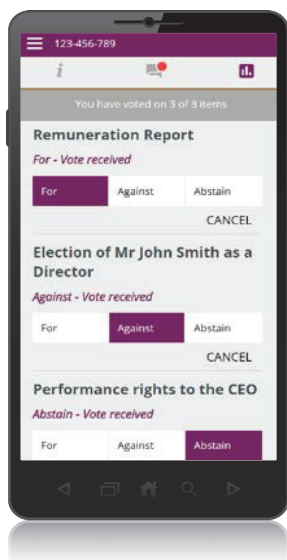 123-456-789
i
You have voted on 3 of 3 items
Remuneration Report
For - Vote received
For Against Abstain
CANCEL
Election of Mr John Smith as a
Director
Against - Vote received
For Against Abstain
CANCEL
Performance rights to the CEO
Abstain - Vote received
For Against Abstain